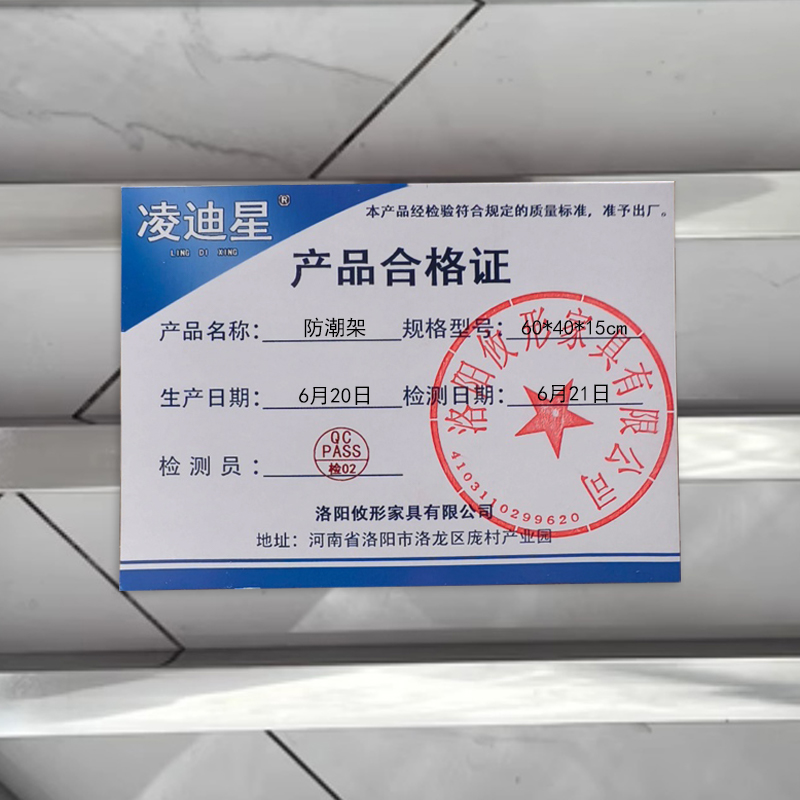 凌迪星®
LING DI XING
本产品经检验符合规定的质量标准，准予出厂。
产品合格证
产品名称：防潮架 规格型号：60*40*15cm
生产日期：6月20日 检测日期：6月21日
检测员：QC PASS 检02
洛阳攸形家具有限公司
地址：河南省洛阳市洛龙区庞村产业园
洛阳攸形家具有限公司
4103110299620